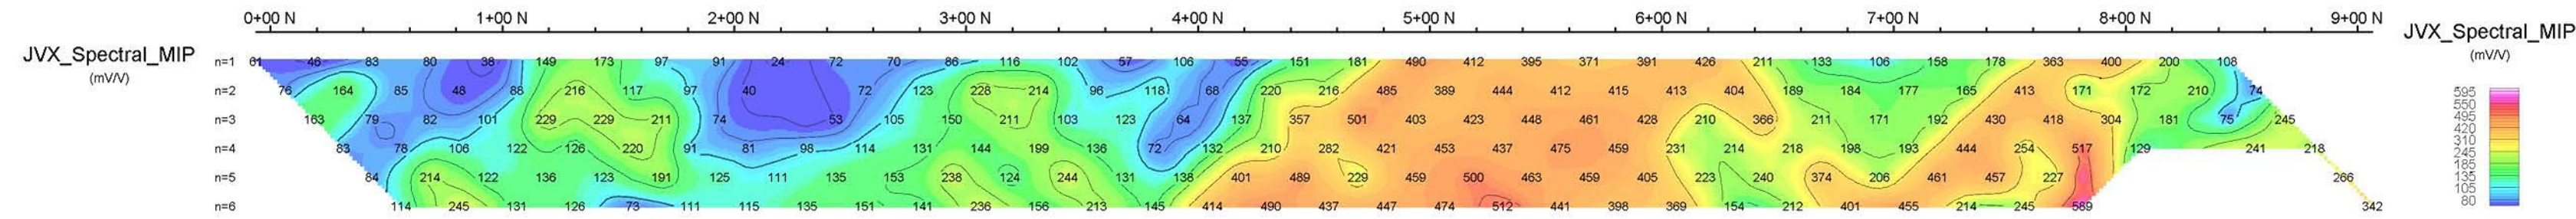 0+00 N 1+00 N 2+00 N 3+00 N 4+00 N 5+00 N 6+00 N 7+00 N 8+00 N 9+00 N
JVX_Spectral_MIP
(mV/V)
n=1 61 46 83 80 38 149 173 97 91 24 72 70 86 116 102 57 106 55 151 181 490 412 395 371 391 426 211 133 106 158 178 363 400 200 108
n=2 76 164 85 48 88 216 117 97 40 72 123 228 214 96 118 68 220 216 485 389 444 412 415 413 404 189 184 177 165 413 171 172 210 74
n=3 163 79 82 101 229 229 211 74 53 105 150 211 103 123 64 137 357 501 403 423 448 461 428 210 366 211 171 192 430 418 304 181 75 245
n=4 83 78 106 122 126 220 91 81 98 114 131 144 199 136 72 132 210 282 421 453 437 475 459 231 214 218 198 193 444 254 517 129 241 218
n=5 84 214 122 136 123 191 125 111 135 153 238 124 244 131 138 401 489 229 459 500 463 459 405 223 240 374 206 461 457 227 266
n=6 114 245 131 126 73 111 115 135 151 141 236 156 213 145 414 490 437 447 474 512 441 398 369 154 212 401 455 214 245 589 342
JVX_Spectral_MIP
(mV/V)
595
550
495
420
310
245
185
135
105
80